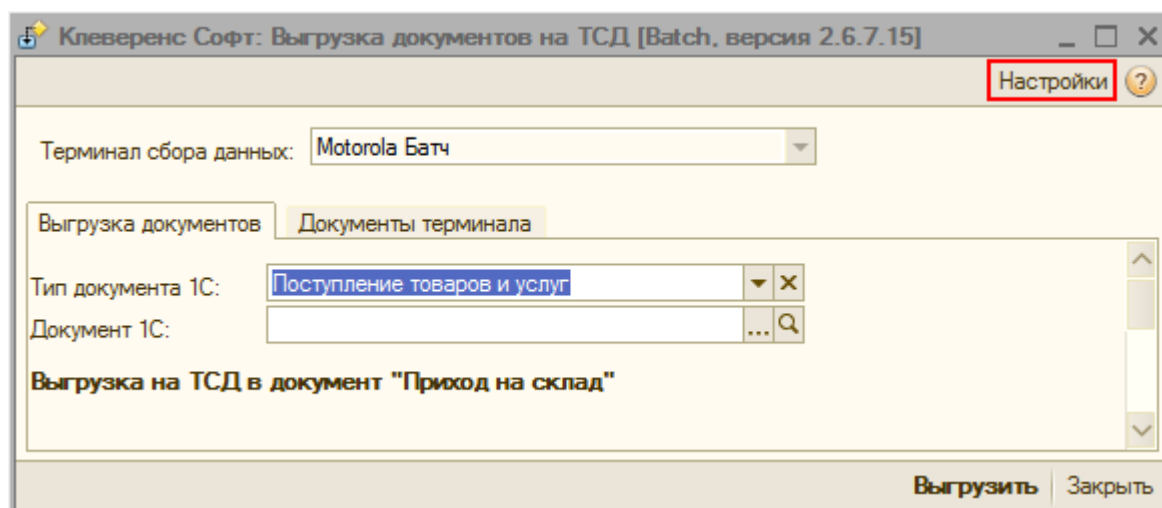 Клеверенс Софт: Выгрузка документов на ТСД [Batch, версия 2.6.7.15]
Настройки ?
Терминал сбора данных: Motorola Батч
Выгрузка документов Документы терминала
Тип документа 1С: Поступление товаров и услуг
Документ 1С: ...
Выгрузка на ТСД в документ "Приход на склад"
Выгрузить Закрыть